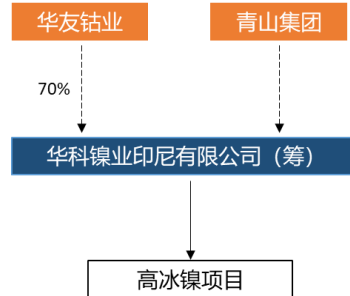 华友钴业
青山集团
70%
华科镍业印尼有限公司（筹）
高冰镍项目